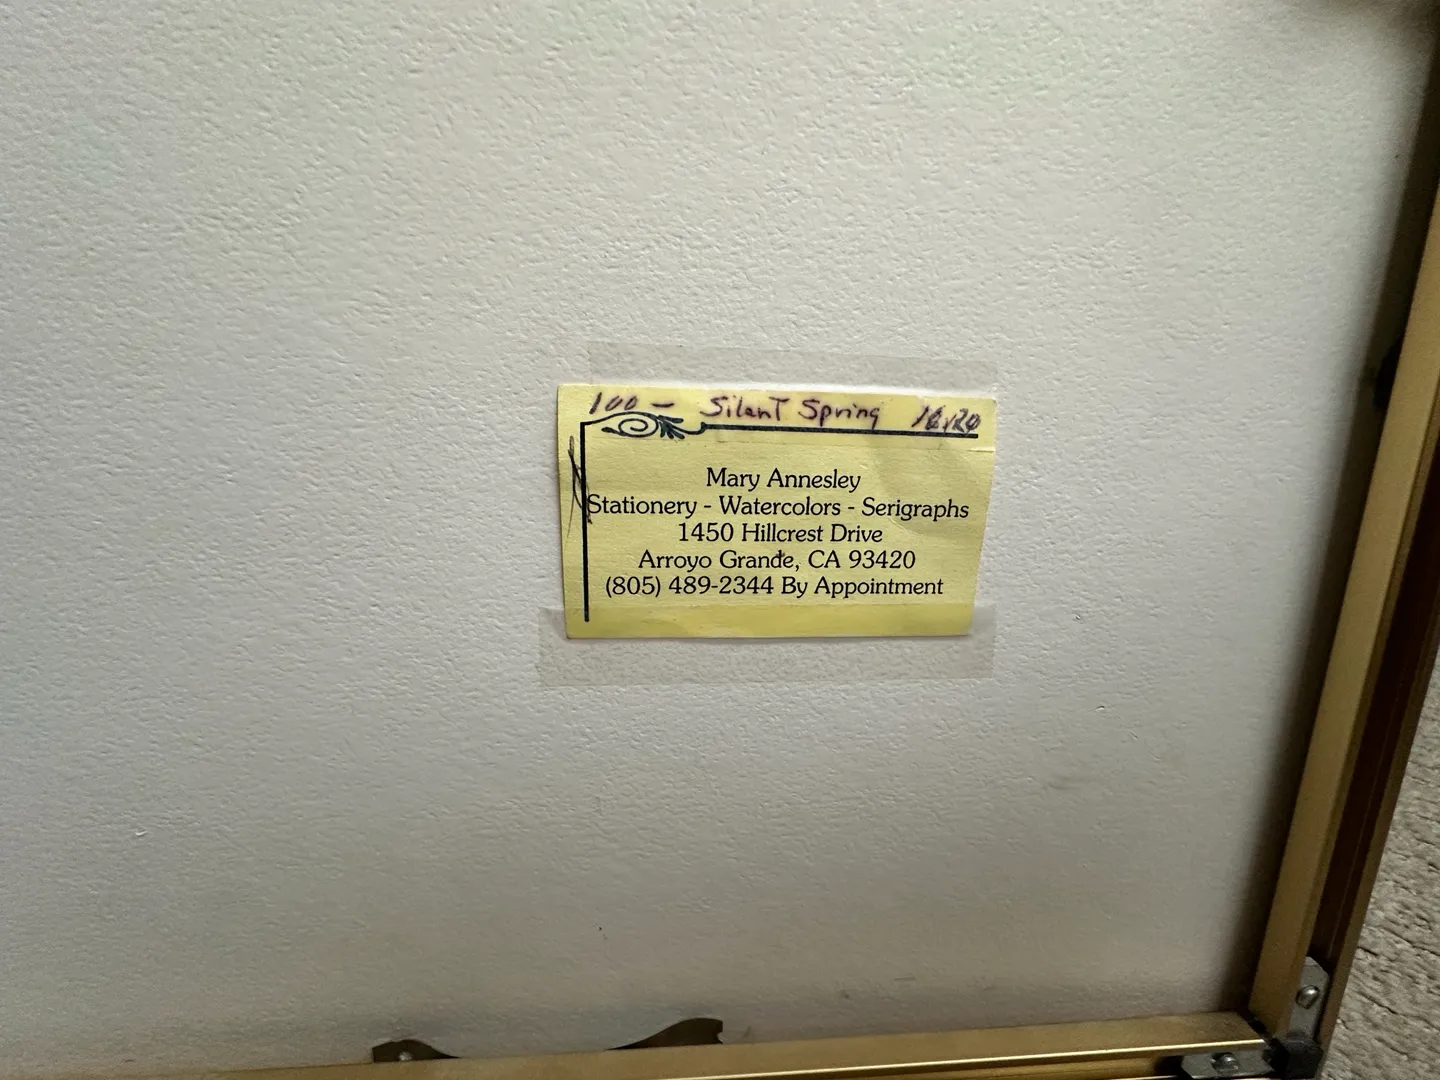 100 — Silent Spring 16x20
Mary Annesley
Stationery - Watercolors - Serigraphs
1450 Hillcrest Drive
Arroyo Grande, CA 93420
(805) 489-2344 By Appointment